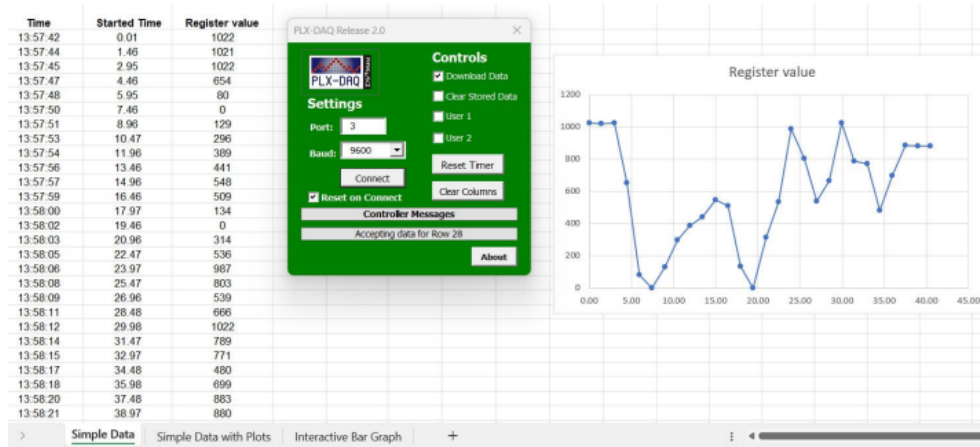 Time Started Time Register value
13:57:42 0.01 1022
13:57:44 1.46 1021
13:57:45 2.95 1022
13:57:47 4.46 654
13:57:48 5.95 80
13:57:50 7.46 0
13:57:51 8.96 129
13:57:53 10.47 296
13:57:54 11.96 389
13:57:56 13.46 441
13:57:57 14.96 548
13:57:59 16.46 509
13:58:00 17.97 134
13:58:02 19.46 0
13:58:03 20.96 314
13:58:05 22.47 536
13:58:06 23.97 987
13:58:08 25.47 803
13:58:09 26.96 539
13:58:11 28.48 666
13:58:12 29.98 1022
13:58:14 31.47 789
13:58:15 32.97 771
13:58:17 34.48 480
13:58:18 35.98 699
13:58:20 37.48 883
13:58:21 38.97 880
PLX-DAQ Release 2.0
PLX-DAQ
Settings
Port: 3
Baud: 9600
Connect
Reset on Connect
Controls
Download Data
Clear Stored Data
User 1
User 2
Reset Timer
Clear Columns
Controller Messages
Accepting data for Row 28
About
Register value
1200
1000
800
600
400
200
0
0.00 5.00 10.00 15.00 20.00 25.00 30.00 35.00 40.00 45.00
Simple Data Simple Data with Plots Interactive Bar Graph +